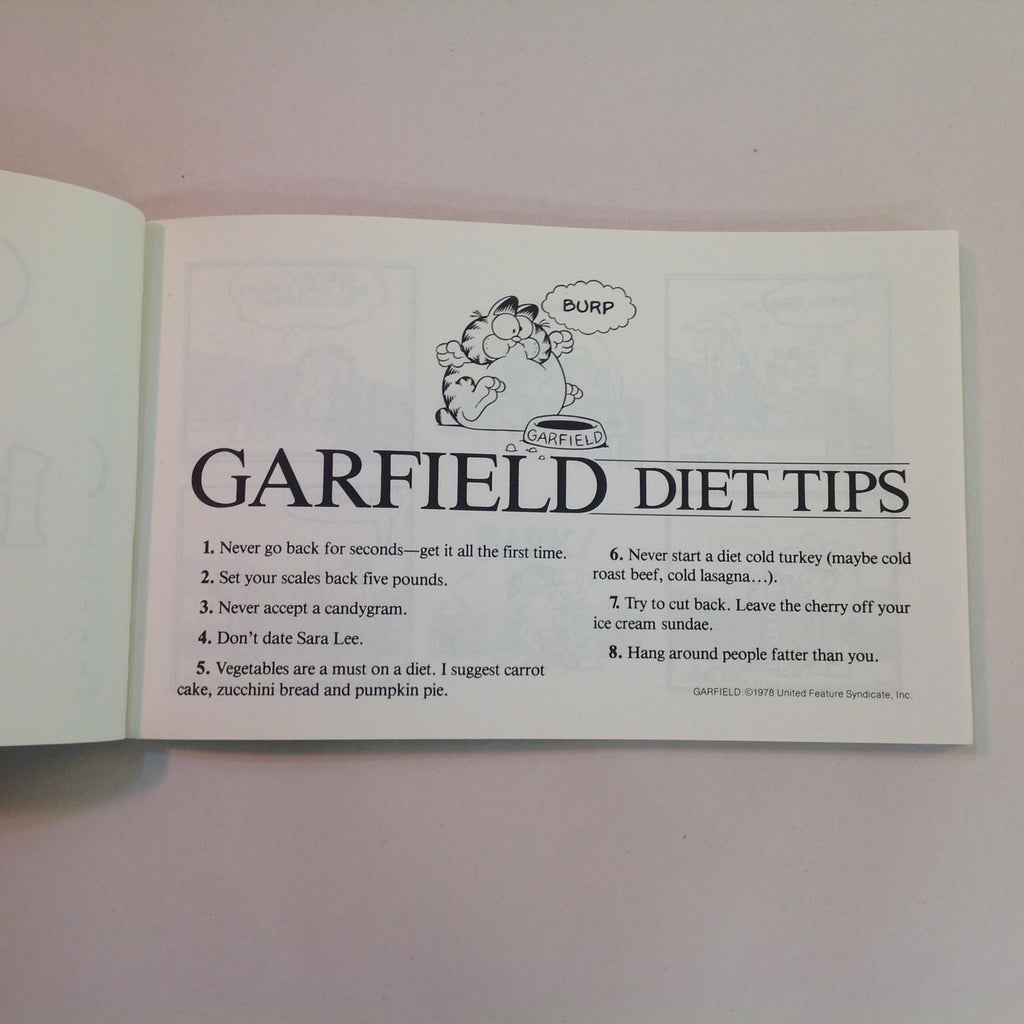 BURP
GARFIELD
GARFIELD DIET TIPS
1. Never go back for seconds—get it all the first time.
2. Set your scales back five pounds.
3. Never accept a candygram.
4. Don't date Sara Lee.
5. Vegetables are a must on a diet. I suggest carrot
cake, zucchini bread and pumpkin pie.
6. Never start a diet cold turkey (maybe cold
roast beef, cold lasagna...).
7. Try to cut back. Leave the cherry off your
ice cream sundae.
8. Hang around people fatter than you.
GARFIELD: ©1978 United Feature Syndicate, Inc.